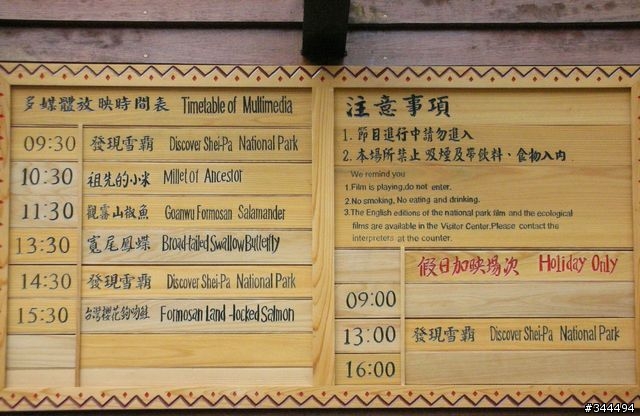 多媒體放映時間表 Timetable of Multimedia
09:30 發現雪霸 Discover Shei-Pa National Park
10:30 祖先的小米 Millet of Ancestor
11:30 觀霧山椒魚 Goanwu Formosan Salamander
13:30 寬尾鳳蝶 Broad-tailed Swallow Butterfly
14:30 發現雪霸 Discover Shei-Pa National Park
15:30 台灣櫻花鉤吻鮭 Formosan Land-locked Salmon
注意事項
1. 節目進行中請勿進入
2. 本場所禁止吸煙及帶飲料、食物入內
We remind you
1.Film is playing,do not enter.
2.No smoking, No eating and drinking.
3.The English editions of the national park film and the ecological
films are available in the Visitor Center.Please contact the
interpreters at the counter.
假日加映場次 Holiday Only
09:00
13:00 發現雪霸 Discover Shei-Pa National Park
16:00
#344494